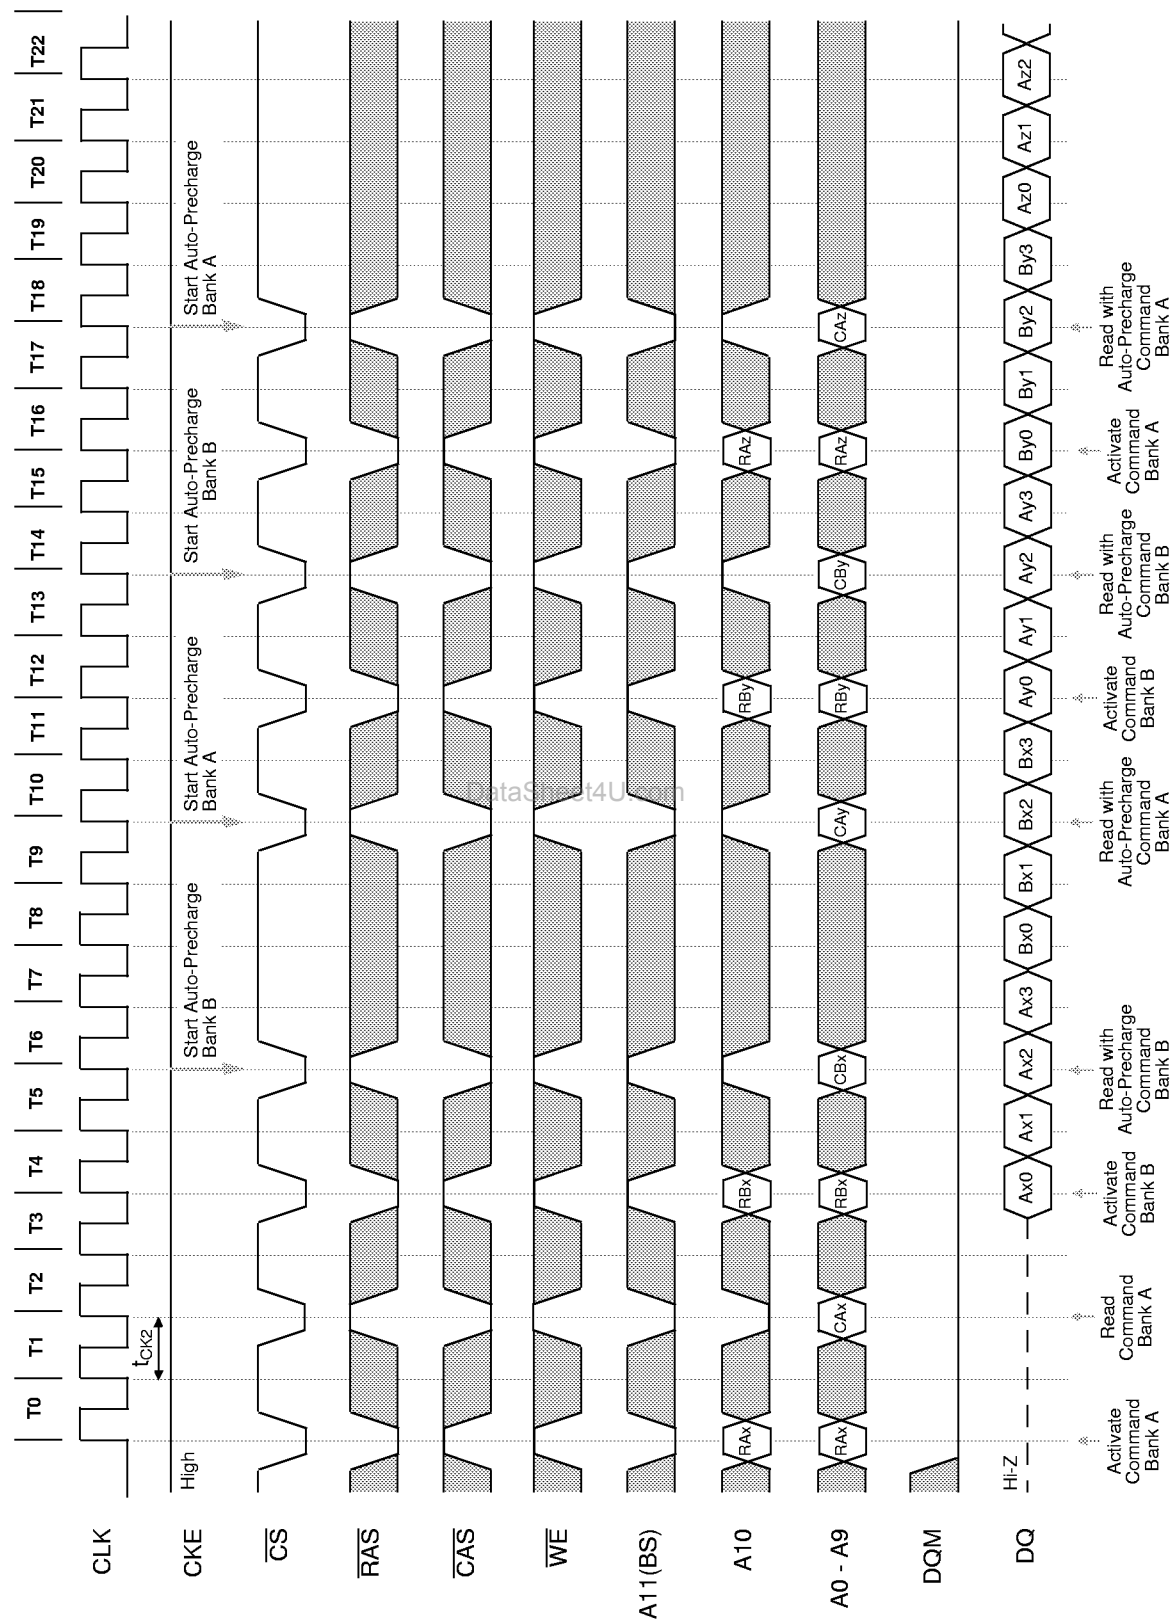 T0 T1 T2 T3 T4 T5 T6 T7 T8 T9 T10 T11 T12 T13 T14 T15 T16 T17 T18 T19 T20 T21 T22
CLK
tCK2
CKE
High
Start Auto-Precharge
Bank B
Start Auto-Precharge
Bank A
Start Auto-Precharge
Bank B
Start Auto-Precharge
Bank A
CS
RAS
CAS
DataSheet4U.com
WE
A11(BS)
A10
RAx RBx RBy RAz
A0 - A9
RAx CAx RBx CBx CAy RBy CBy RAz CAz
DQM
DQ
Hi-Z
Ax0 Ax1 Ax2 Ax3 Bx0 Bx1 Bx2 Bx3 Ay0 Ay1 Ay2 Ay3 By0 By1 By2 By3 Az0 Az1 Az2
Activate
Command
Bank A
Read
Command
Bank A
Activate
Command
Bank B
Read with
Auto-Precharge
Command
Bank B
Read with
Auto-Precharge
Command
Bank A
Activate
Command
Bank B
Read with
Auto-Precharge
Command
Bank B
Activate
Command
Bank A
Read with
Auto-Precharge
Command
Bank A